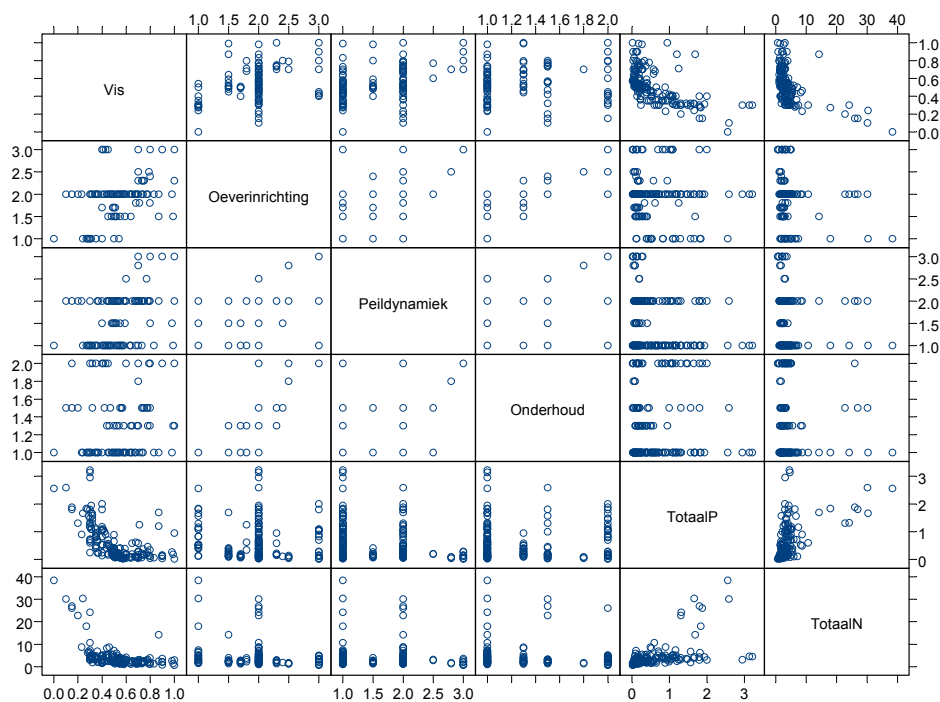 1.0 1.5 2.0 2.5 3.0 1.0 1.2 1.4 1.6 1.8 2.0 0 10 20 30 40
Vis 1.0 0.8 0.6 0.4 0.2 0.0
3.0 2.5 2.0 1.5 1.0 Oeverinrichting
Peildynamiek 3.0 2.5 2.0 1.5 1.0
2.0 1.8 1.6 1.4 1.2 1.0 Onderhoud
TotaalP 3 2 1 0
40 30 20 10 0 TotaalN
0.0 0.2 0.4 0.6 0.8 1.0 1.0 1.5 2.0 2.5 3.0 0 1 2 3